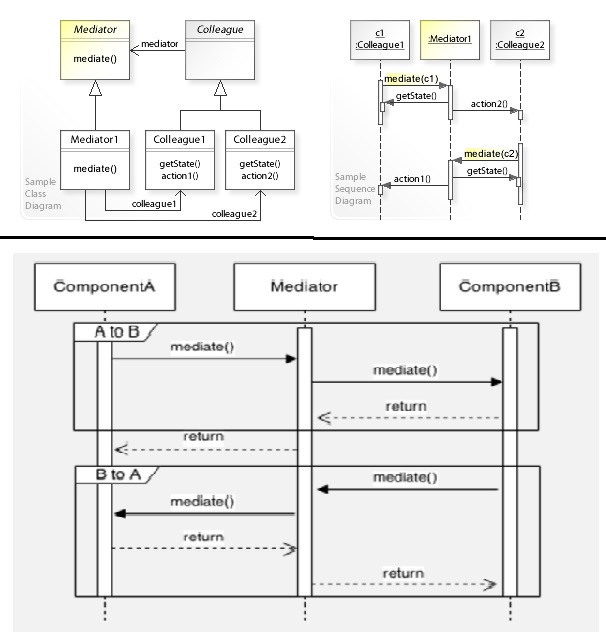 Mediator
mediate()
mediator
Colleague
Mediator1
mediate()
Colleague1
getState()
action1()
Colleague2
getState()
action2()
colleague1
colleague2
Sample
Class
Diagram
c1
:Colleague1
:Mediator1
c2
:Colleague2
mediate(c1)
getState()
action2()
mediate(c2)
getState()
action1()
Sample
Sequence
Diagram
ComponentA
Mediator
ComponentB
A to B
mediate()
mediate()
return
return
B to A
mediate()
mediate()
return
return